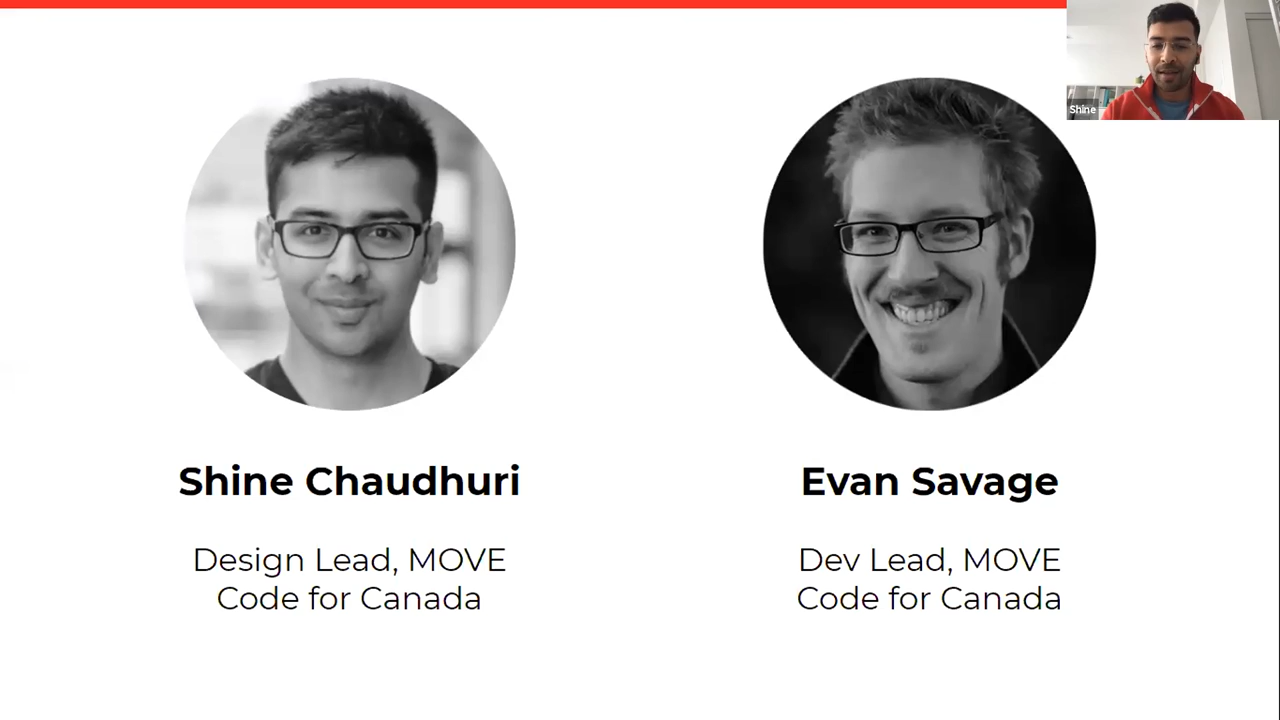 Shine
Shine Chaudhuri
Evan Savage
Design Lead, MOVE
Code for Canada
Dev Lead, MOVE
Code for Canada